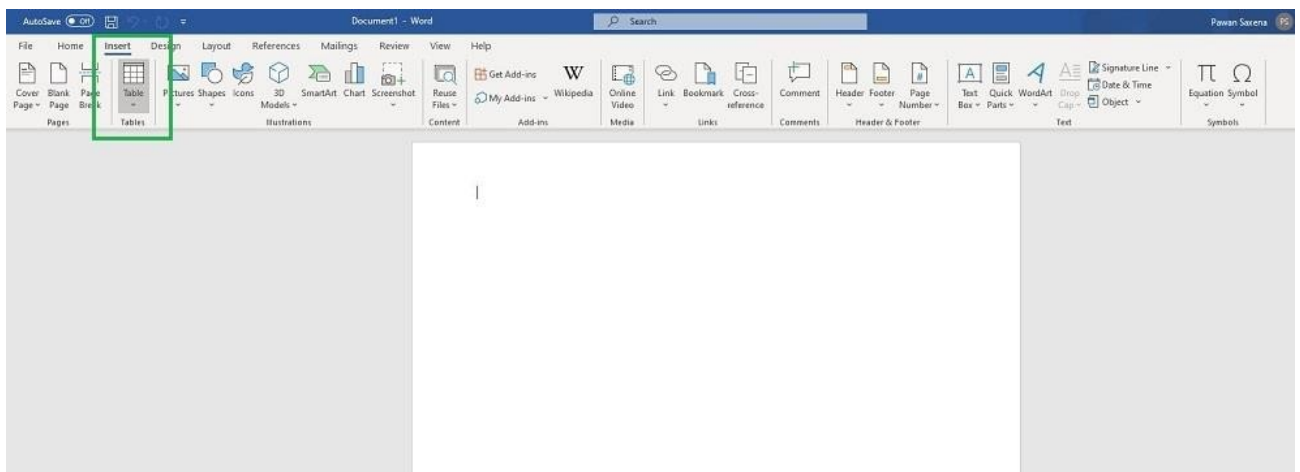 AutoSave Off Document1 - Word Search Pawan Saxena PS
File Home Insert Design Layout References Mailings Review View Help
Cover Page Blank Page Page Break Table Pictures Shapes Icons 3D Models SmartArt Chart Screenshot Reuse Files Get Add-ins My Add-ins W Wikipedia Online Video Link Bookmark Cross-reference Comment Header Footer Page Number Text Box Quick Parts WordArt Drop Cap Signature Line Date & Time Object Equation Symbol
Pages Tables Illustrations Content Add-ins Media Links Comments Header & Footer Text Symbols